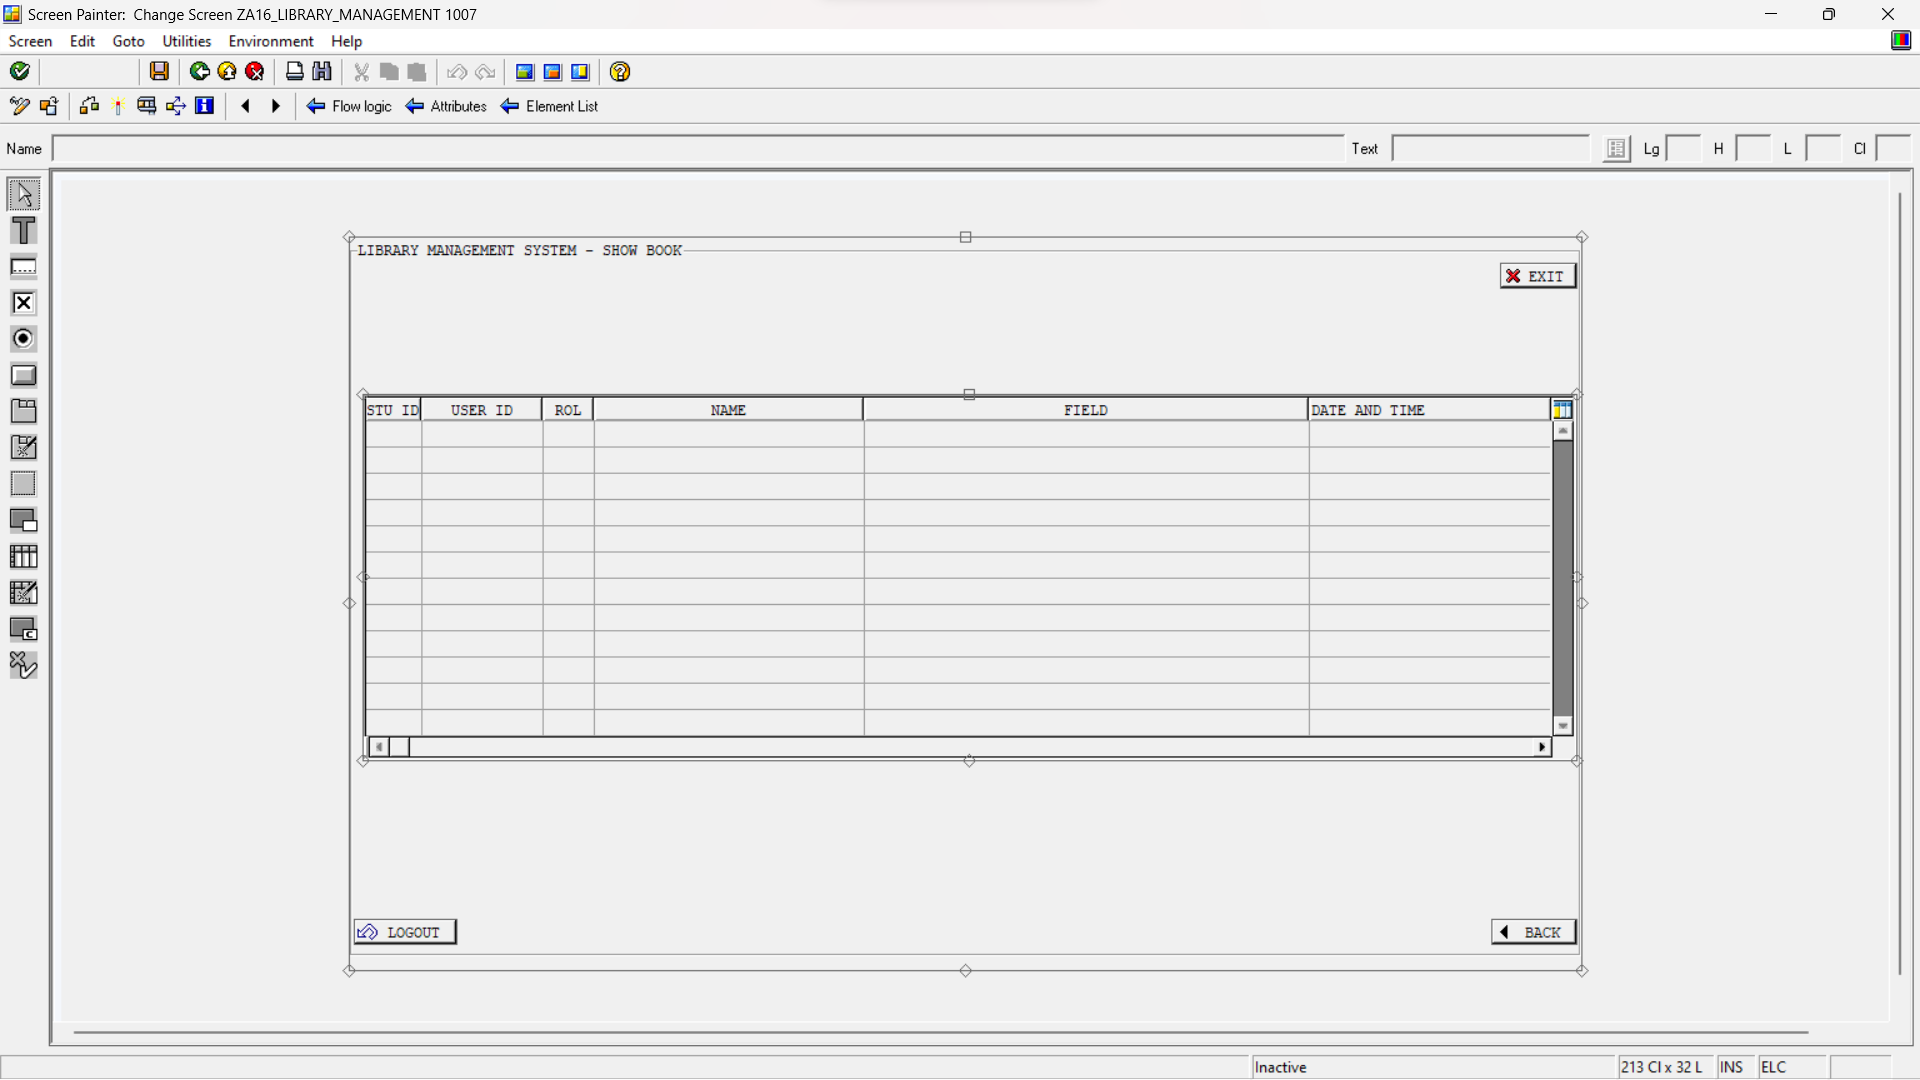 Screen Painter: Change Screen ZA16_LIBRARY_MANAGEMENT 1007
Screen Edit Goto Utilities Environment Help
Flow logic Attributes Element List
Name Text Lg H L Cl
LIBRARY MANAGEMENT SYSTEM - SHOW BOOK
EXIT
STU ID USER ID ROL NAME FIELD DATE AND TIME
LOGOUT BACK
Inactive 213 Cl x 32 L INS ELC